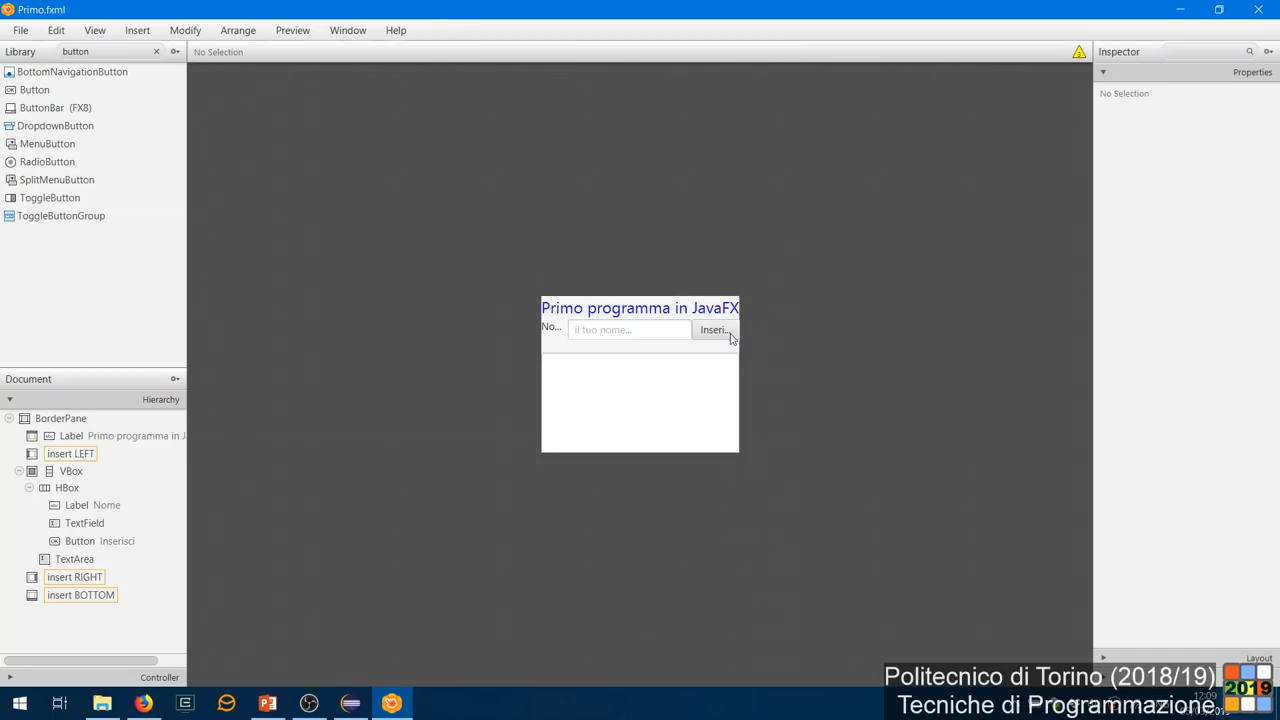 Primo.fxml
File Edit View Insert Modify Arrange Preview Window Help
Library button No Selection Inspector
BottomNavigationButton
Button
ButtonBar (FX8)
DropdownButton
MenuButton
RadioButton
SplitMenuButton
ToggleButton
ToggleButtonGroup
Properties
No Selection
Primo programma in JavaFX
No... il tuo nome... Inseri...
Document
Hierarchy
BorderPane
Label Primo programma in J
insert LEFT
VBox
HBox
Label Nome
TextField
Button Inserisci
TextArea
insert RIGHT
insert BOTTOM
Controller
Layout
Politecnico di Torino (2018/19)
Tecniche di Programmazione
2019
12:09